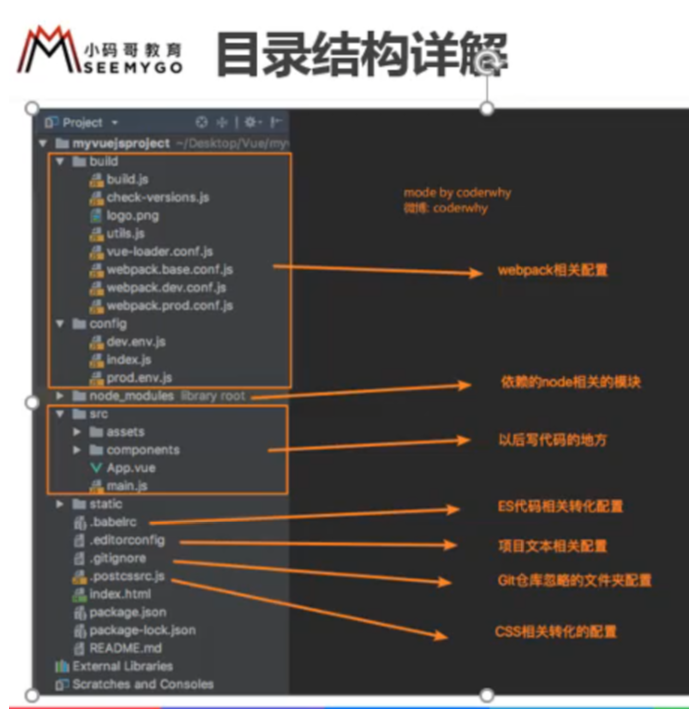 小码哥教育
SEEMYGO
目录结构详解
Project
myvuejsproject ~/Desktop/Vue/myv
build
build.js
check-versions.js
logo.png
utils.js
vue-loader.conf.js
webpack.base.conf.js
webpack.dev.conf.js
webpack.prod.conf.js
config
dev.env.js
index.js
prod.env.js
node_modules library root
src
assets
components
App.vue
main.js
static
.babelrc
.editorconfig
.gitignore
.postcssrc.js
index.html
package.json
package-lock.json
README.md
External Libraries
Scratches and Consoles
mode by coderwhy
微博: coderwhy
webpack相关配置
依赖的node相关的模块
以后写代码的地方
ES代码相关转化配置
项目文本相关配置
Git仓库忽略的文件夹配置
CSS相关转化的配置